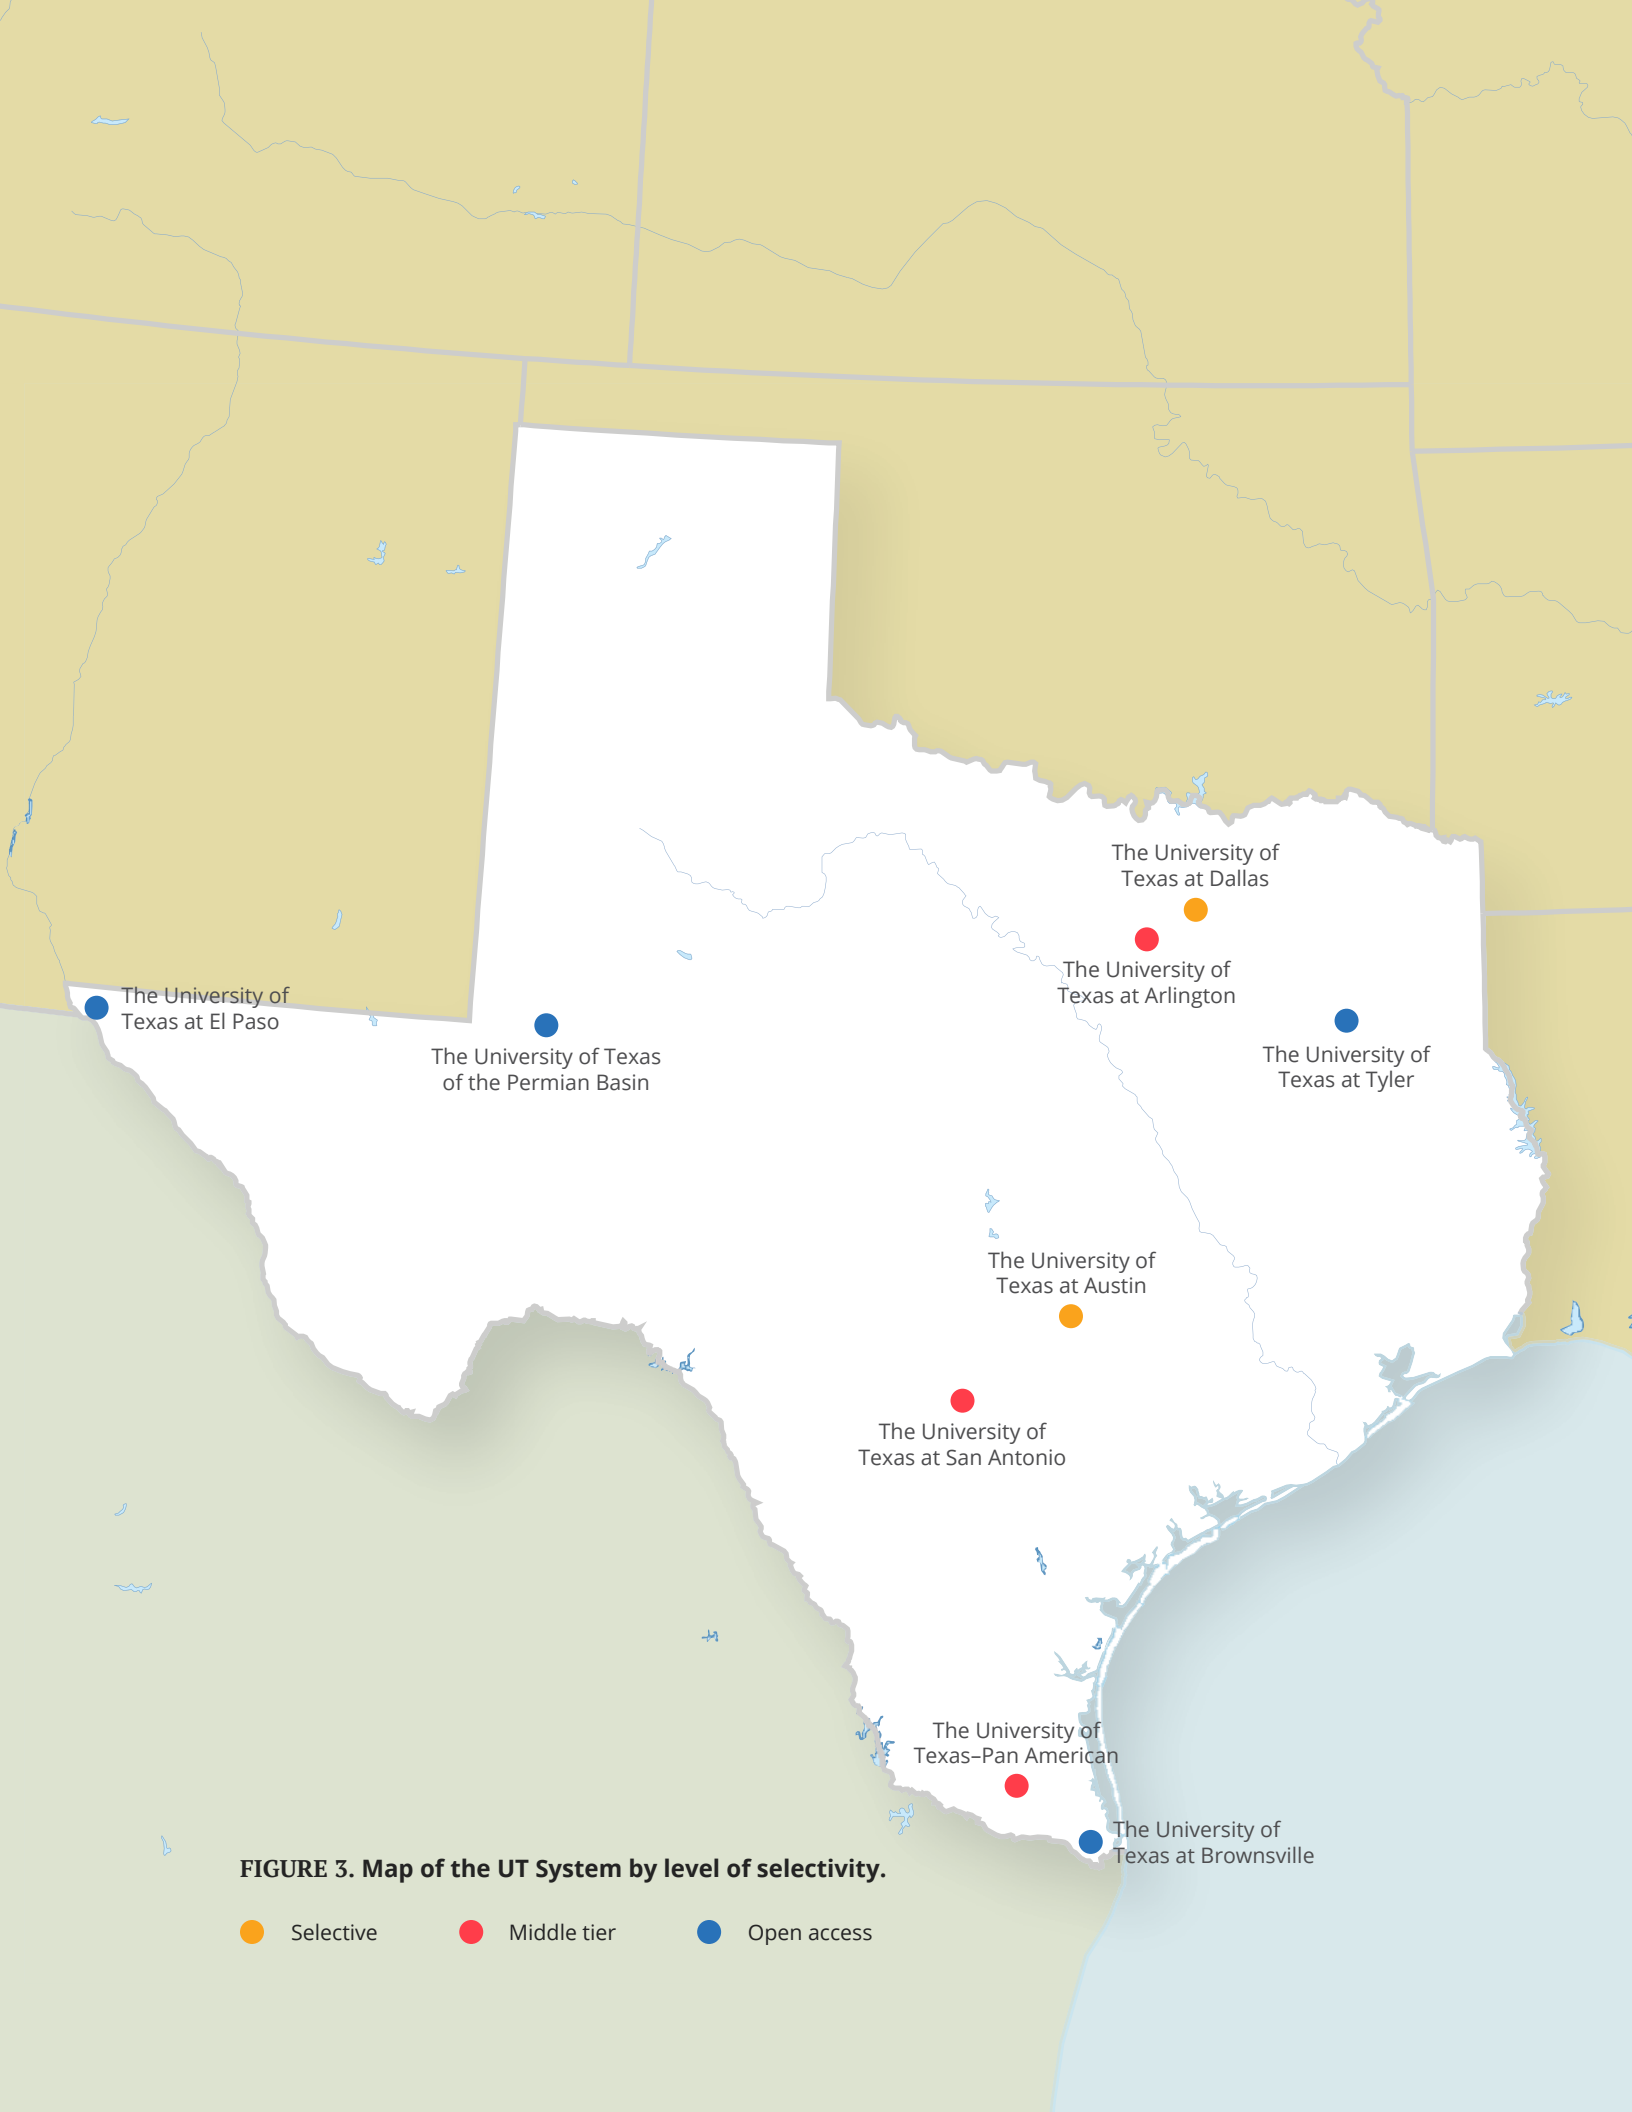 The University of
Texas at Dallas
The University of
Texas at Arlington
The University of
Texas at El Paso
The University of Texas
of the Permian Basin
The University of
Texas at Tyler
The University of
Texas at Austin
The University of
Texas at San Antonio
The University of
Texas–Pan American
The University of
Texas at Brownsville
FIGURE 3. Map of the UT System by level of selectivity.
Selective
Middle tier
Open access